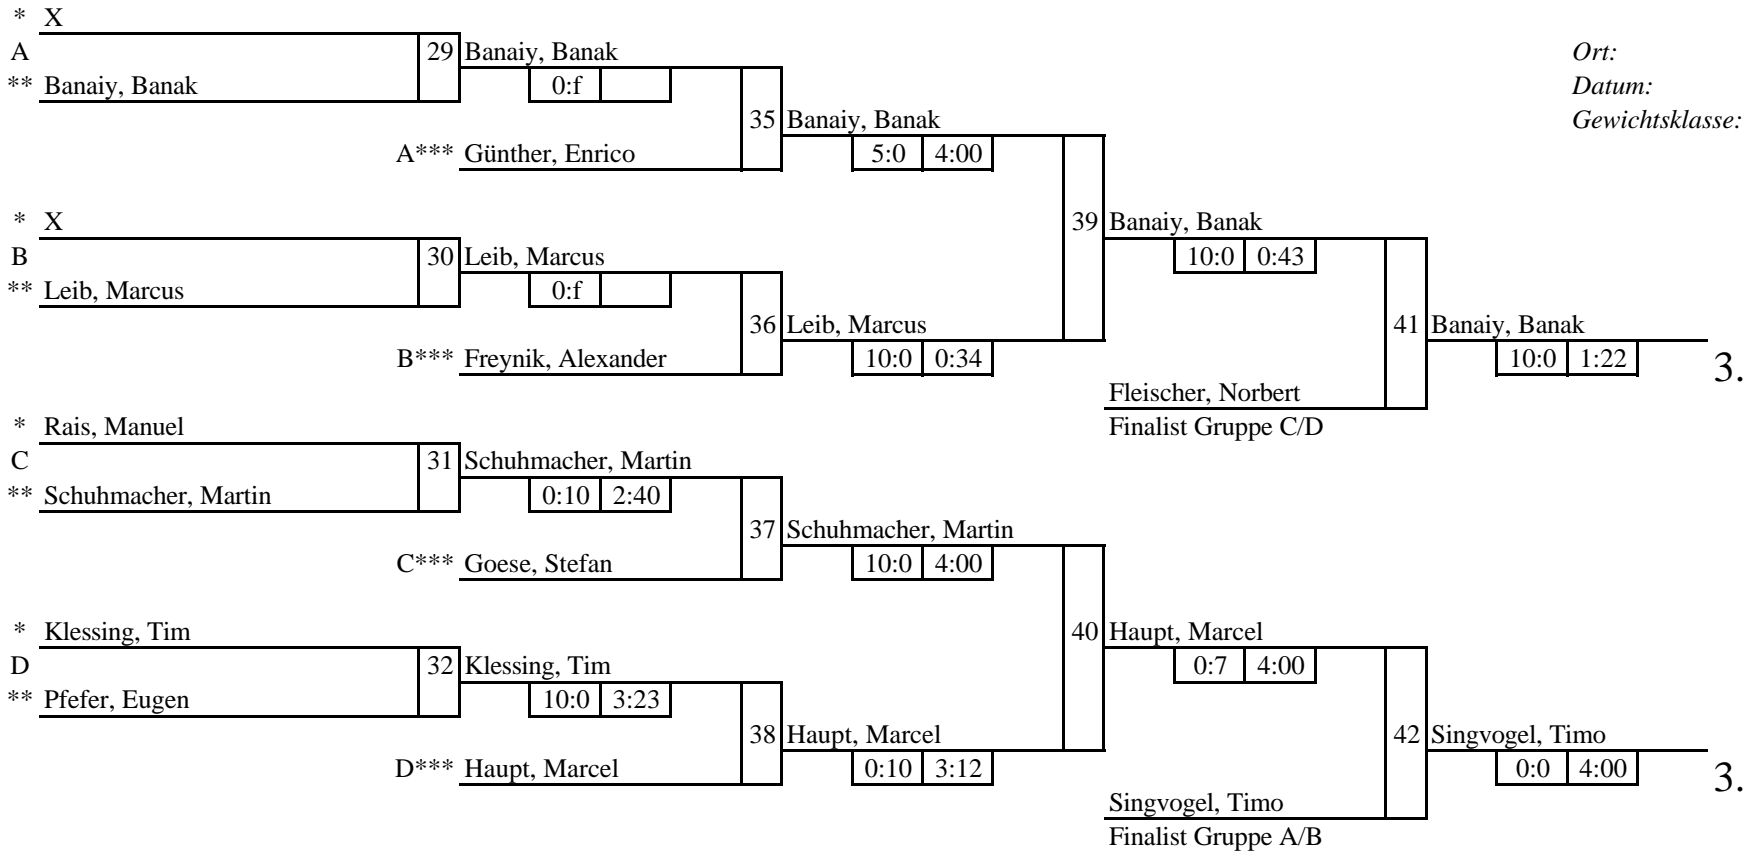 * X
A
29 Banaiy, Banak
Ort:
** Banaiy, Banak
0:f
Datum:
35 Banaiy, Banak
Gewichtsklasse:
A*** Günther, Enrico
5:0 4:00
* X
39 Banaiy, Banak
B
30 Leib, Marcus
10:0 0:43
** Leib, Marcus
0:f
36 Leib, Marcus
41 Banaiy, Banak
B*** Freynik, Alexander
10:0 0:34
10:0 1:22
3.
Fleischer, Norbert
* Rais, Manuel
Finalist Gruppe C/D
C
31 Schuhmacher, Martin
** Schuhmacher, Martin
0:10 2:40
37 Schuhmacher, Martin
C*** Goese, Stefan
10:0 4:00
* Klessing, Tim
40 Haupt, Marcel
D
32 Klessing, Tim
0:7 4:00
** Pfefer, Eugen
10:0 3:23
38 Haupt, Marcel
42 Singvogel, Timo
D*** Haupt, Marcel
0:10 3:12
0:0 4:00
3.
Singvogel, Timo
Finalist Gruppe A/B